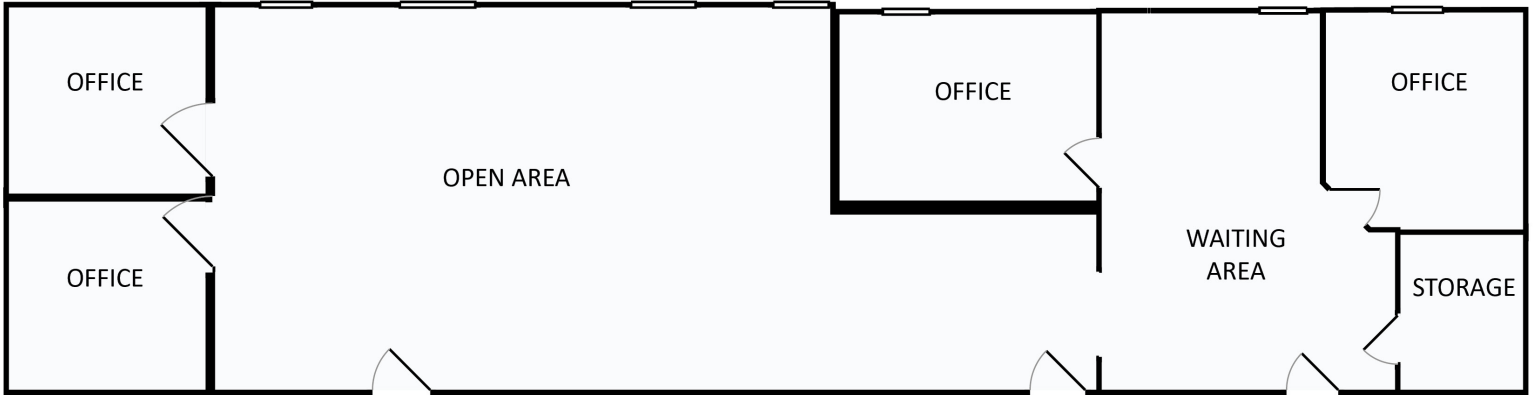 OFFICE
OPEN AREA
OFFICE
OFFICE
WAITING
AREA
OFFICE
STORAGE